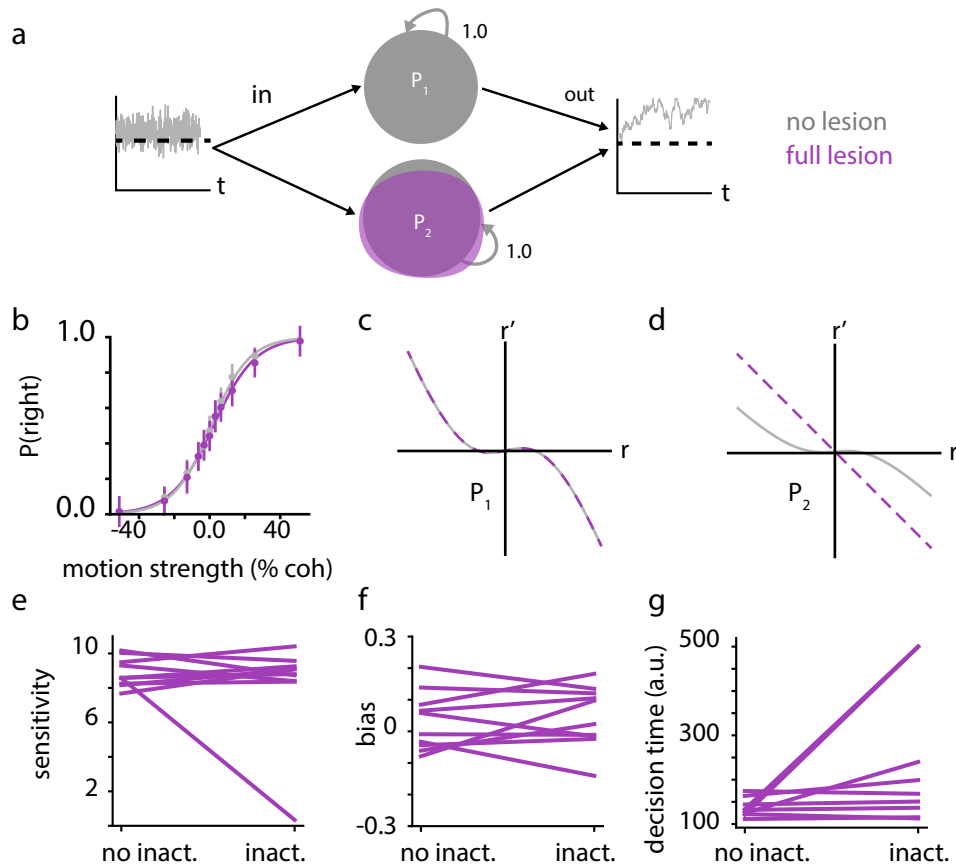 a
1.0
P1
in
out
no lesion
full lesion
t
t
P2
1.0
b
c
d
1.0
P(right)
0.0
-40
0.0
40
motion strength (% coh)
r'
r
P1
r'
r
P2
e
f
g
sensitivity
10
6
2
no inact.
inact.
bias
0.3
0
-0.3
no inact.
inact.
decision time (a.u.)
500
300
100
no inact.
inact.